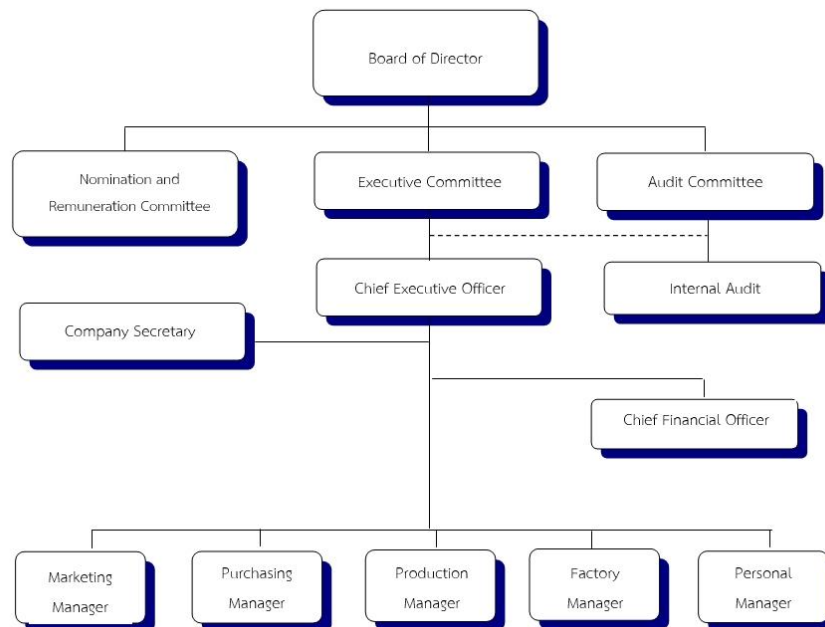 Board of Director
Nomination and
Remuneration Committee
Executive Committee
Audit Committee
Chief Executive Officer
Internal Audit
Company Secretary
Chief Financial Officer
Marketing
Manager
Purchasing
Manager
Production
Manager
Factory
Manager
Personal
Manager